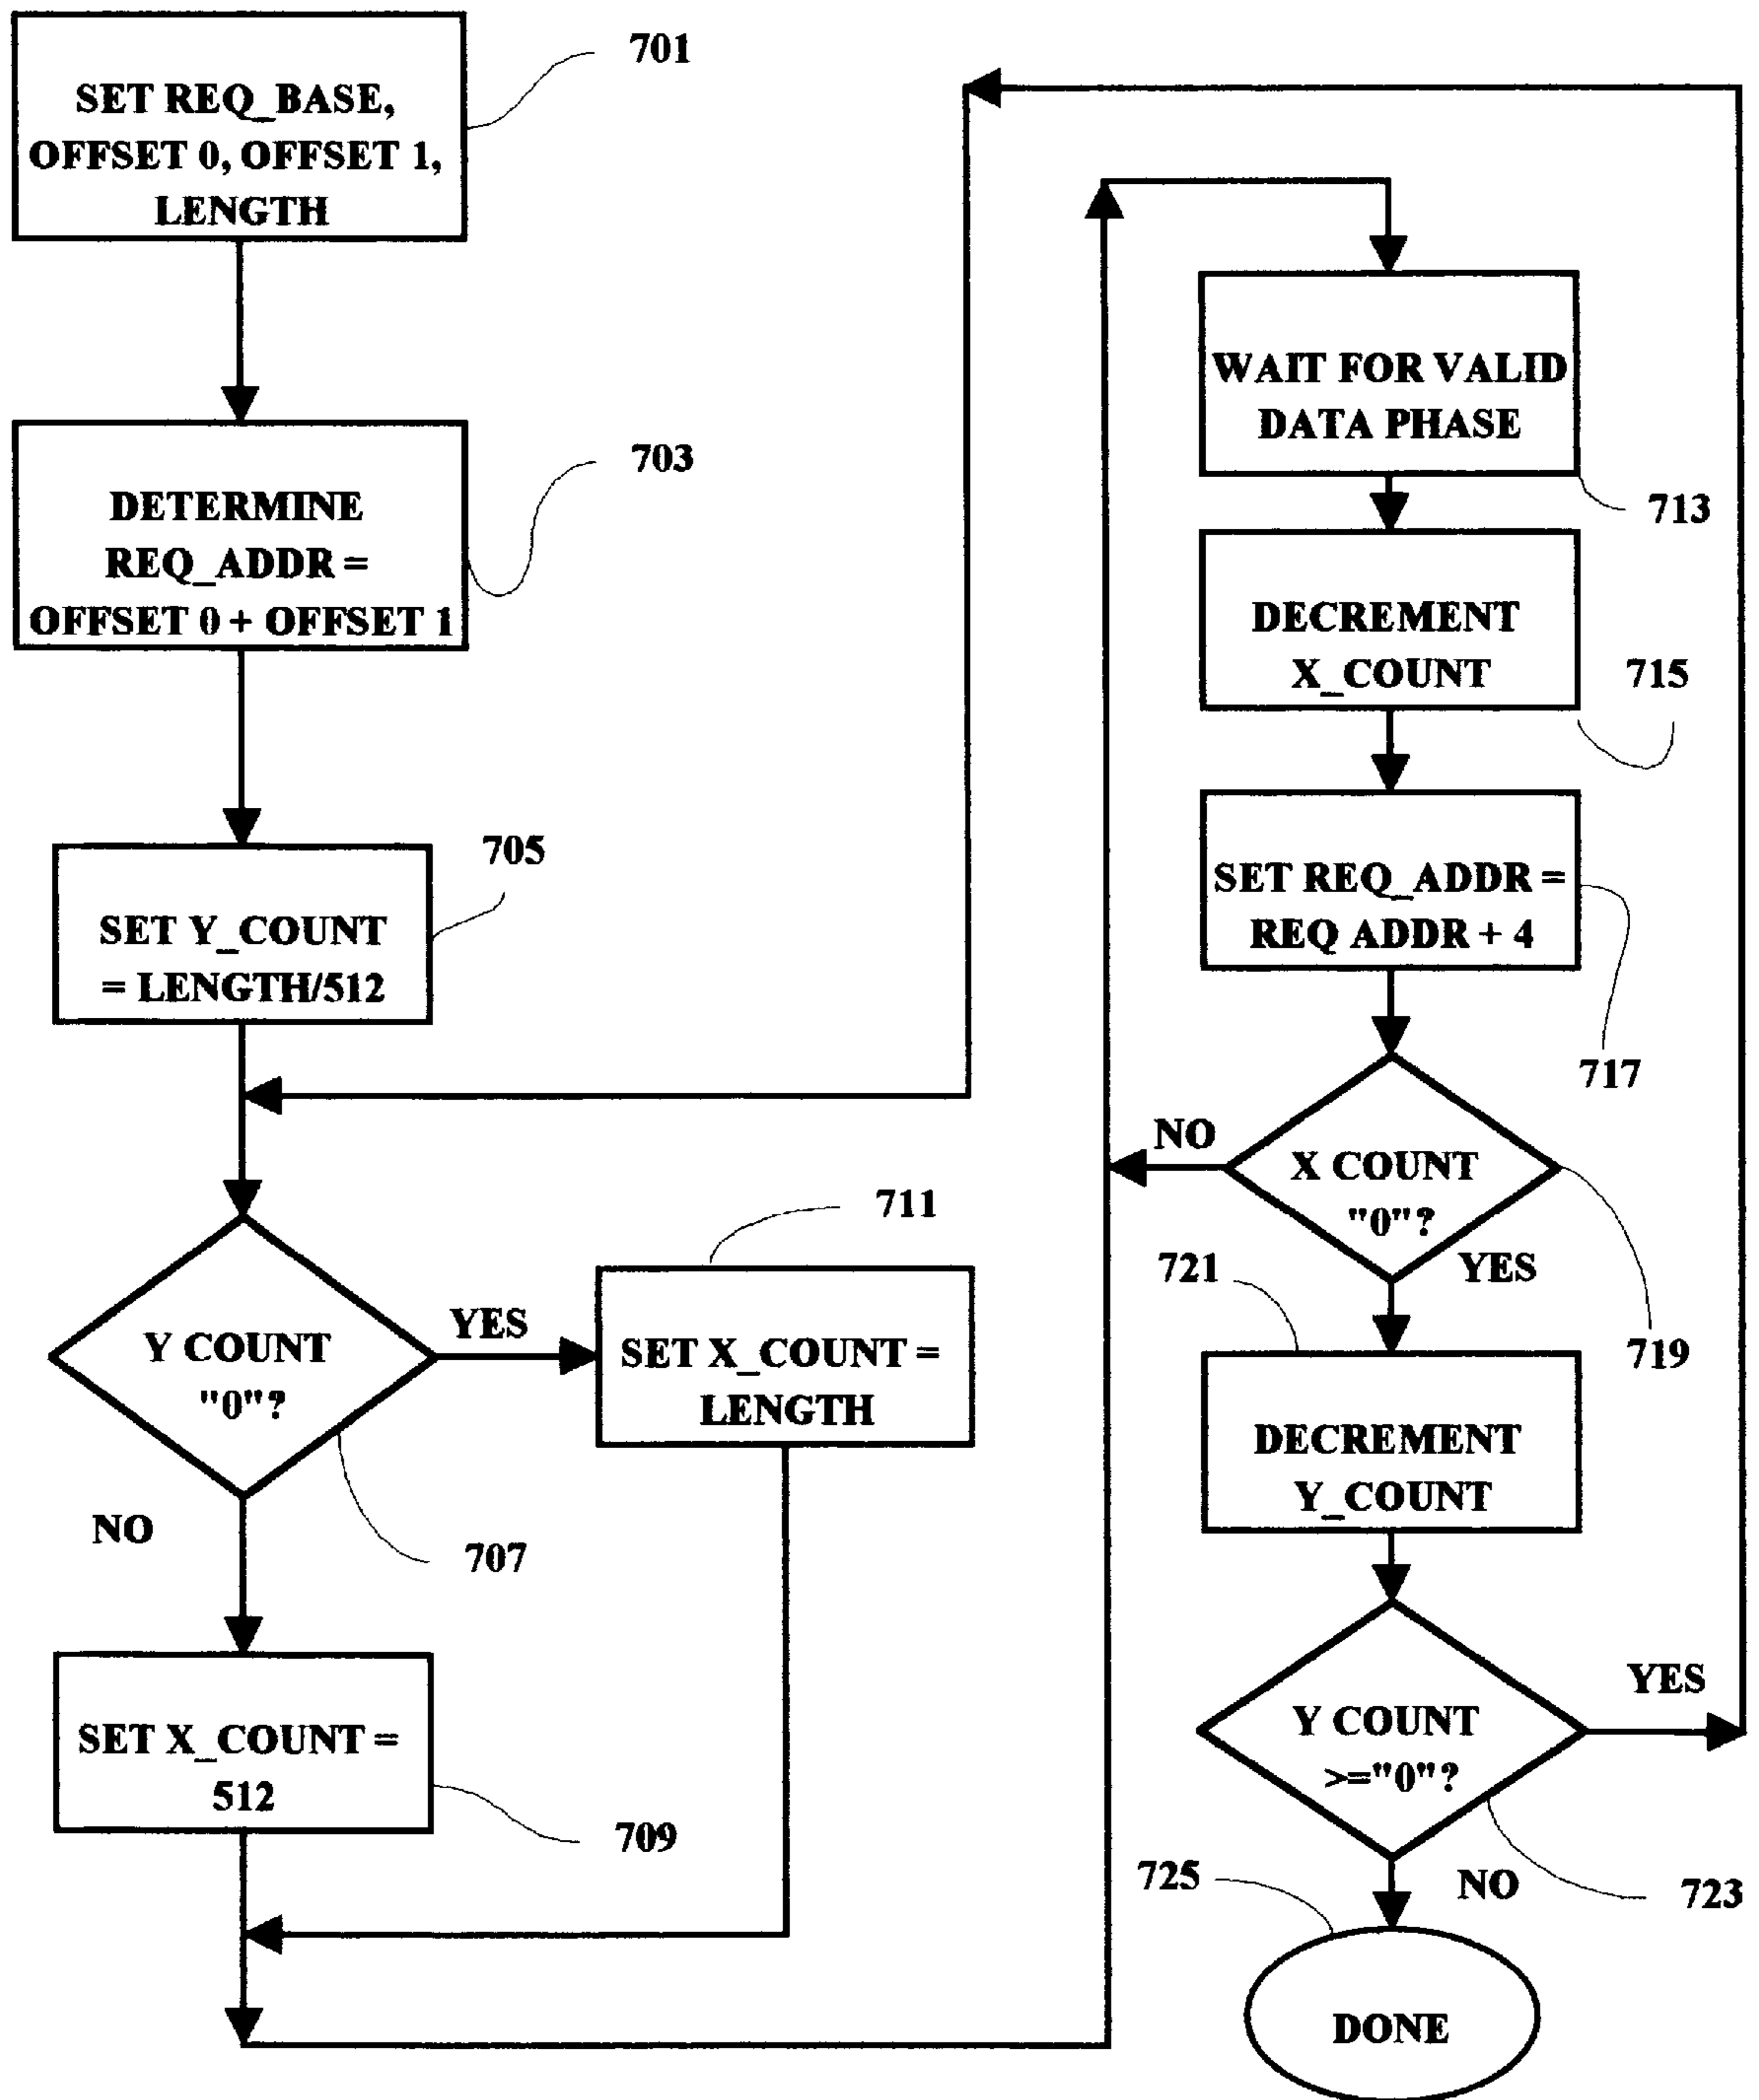 701
SET REQ_BASE,
OFFSET 0, OFFSET 1,
LENGTH
703
DETERMINE
REQ_ADDR =
OFFSET 0 + OFFSET 1
705
SET Y_COUNT
= LENGTH/512
Y COUNT
"0"?
YES
NO
707
711
SET X_COUNT =
LENGTH
SET X_COUNT =
512
709
WAIT FOR VALID
DATA PHASE
713
DECREMENT
X_COUNT
715
SET REQ_ADDR =
REQ ADDR + 4
717
NO
X COUNT
"0"?
YES
719
721
DECREMENT
Y_COUNT
YES
Y COUNT
>="0"?
NO
723
725
DONE